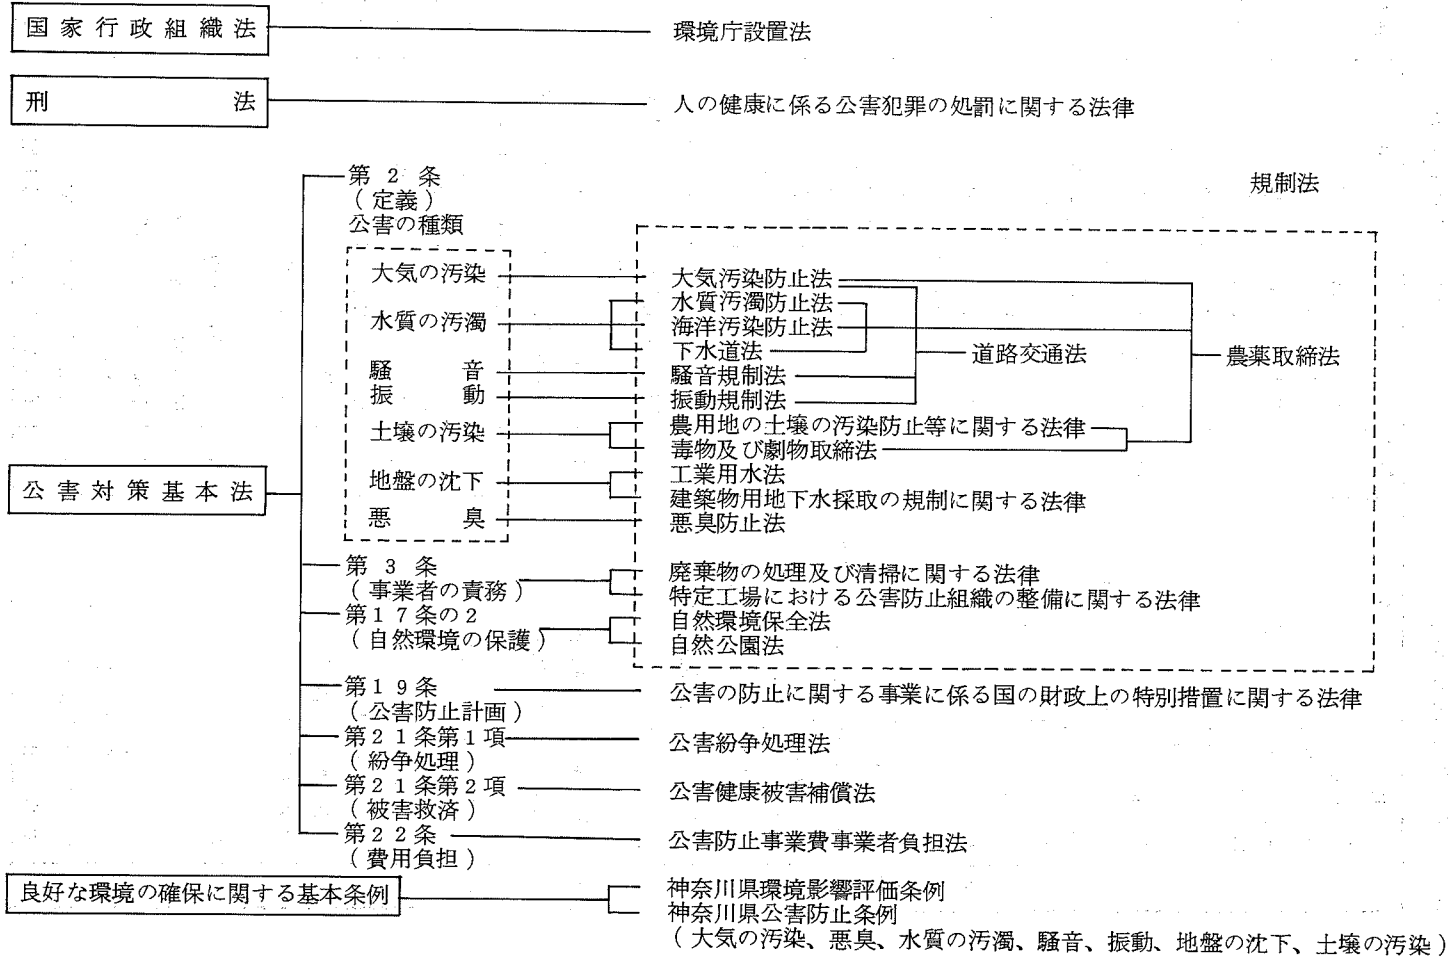 国家行政組織法
環境庁設置法
刑法
人の健康に係る公害犯罪の処罰に関する法律
第2条
(定義)
公害の種類
規制法
大気の汚染
大気汚染防止法
水質の汚濁
水質汚濁防止法
海洋汚染防止法
下水道法
道路交通法
農薬取締法
騒音
騒音規制法
振動
振動規制法
土壌の汚染
農用地の土壌の汚染防止等に関する法律
毒物及び劇物取締法
公害対策基本法
地盤の沈下
工業用水法
建築物用地下水採取の規制に関する法律
悪臭
悪臭防止法
第3条
(事業者の責務)
廃棄物の処理及び清掃に関する法律
特定工場における公害防止組織の整備に関する法律
第17条の2
(自然環境の保護)
自然環境保全法
自然公園法
第19条
(公害防止計画)
公害の防止に関する事業に係る国の財政上の特別措置に関する法律
第21条第1項
(紛争処理)
公害紛争処理法
第21条第2項
(被害救済)
公害健康被害補償法
第22条
(費用負担)
公害防止事業費事業者負担法
良好な環境の確保に関する基本条例
神奈川県環境影響評価条例
神奈川県公害防止条例
(大気の汚染、悪臭、水質の汚濁、騒音、振動、地盤の沈下、土壌の汚染)